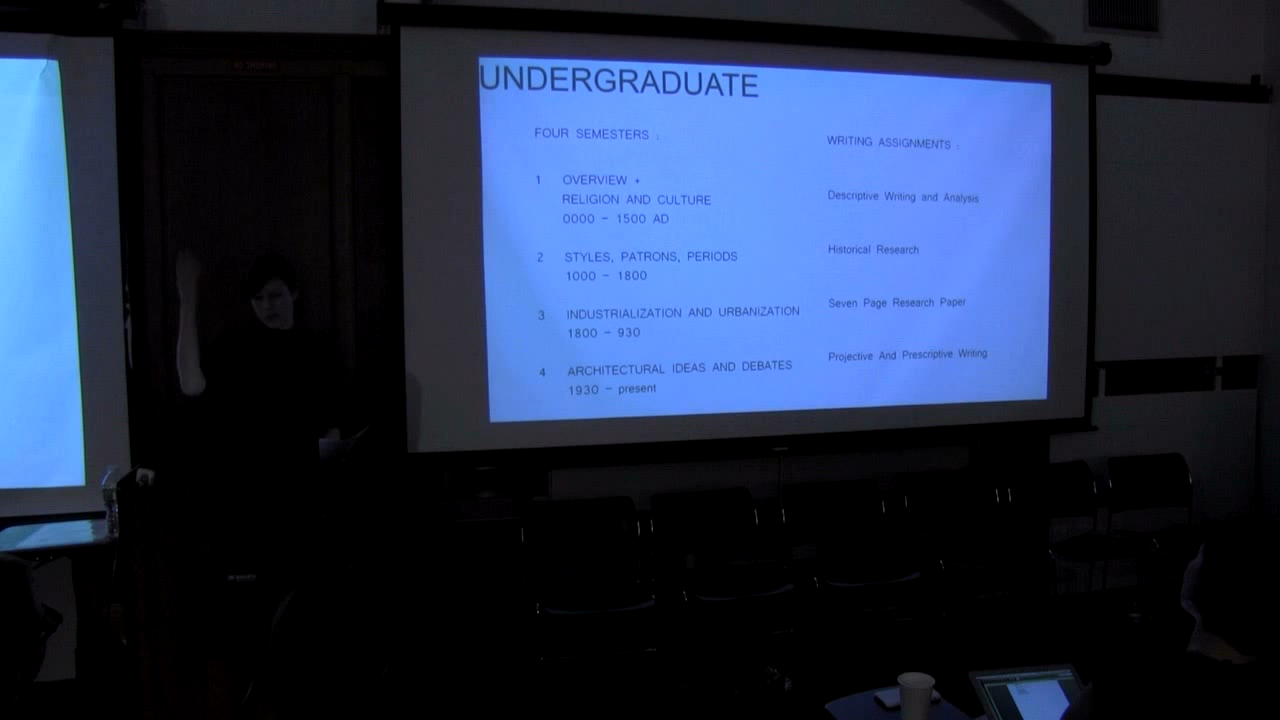 NO SMOKING
UNDERGRADUATE
FOUR SEMESTERS :
1 OVERVIEW +
RELIGION AND CULTURE
0000 - 1500 AD
2 STYLES, PATRONS, PERIODS
1000 - 1800
3 INDUSTRIALIZATION AND URBANIZATION
1800 - 930
4 ARCHITECTURAL IDEAS AND DEBATES
1930 - present
WRITING ASSIGNMENTS :
Descriptive Writing and Analysis
Historical Research
Seven Page Research Paper
Projective And Prescriptive Writing